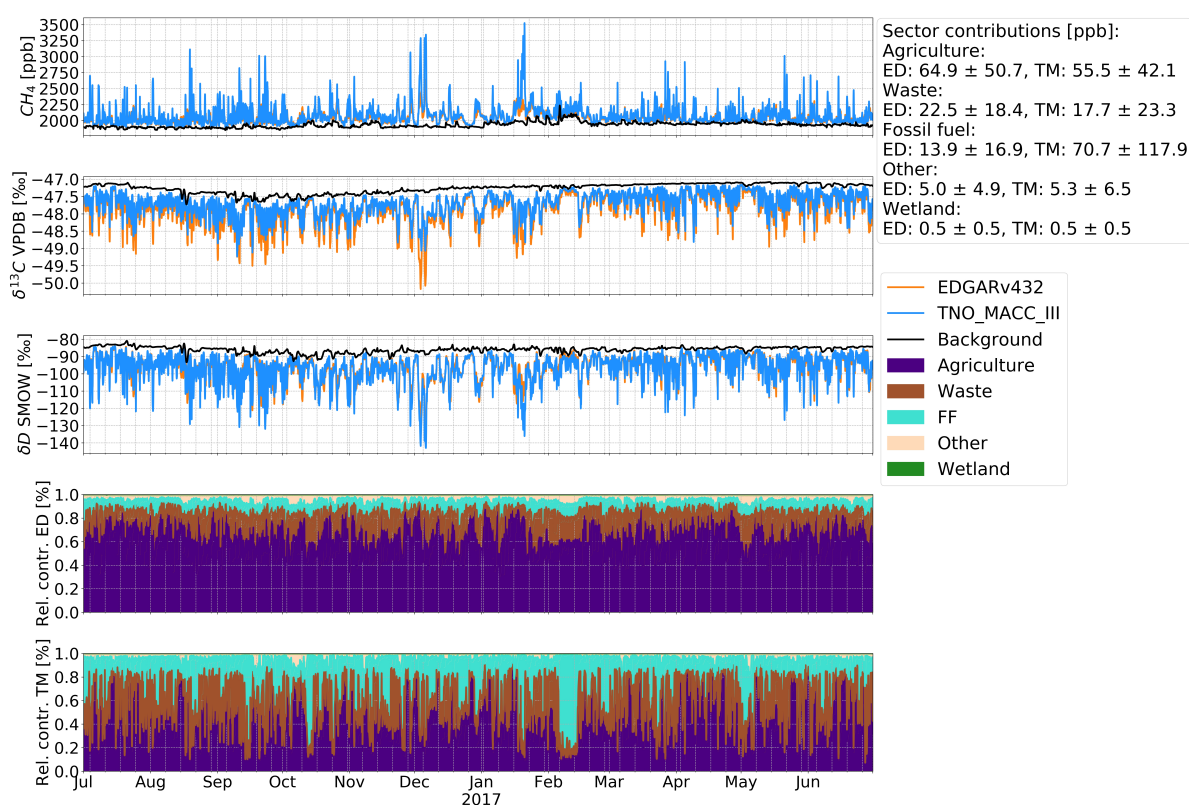 CH4 [ppb]
3500
3250
3000
2750
2500
2250
2000
δ13C VPDB [‰]
−47.0
−47.5
−48.0
−48.5
−49.0
−49.5
−50.0
δD SMOW [‰]
−80
−90
−100
−110
−120
−130
−140
Rel. contr. ED [%]
1.0
0.8
0.6
0.4
0.2
0.0
Rel. contr. TM [%]
1.0
0.8
0.6
0.4
0.2
0.0
Jul Aug Sep Oct Nov Dec Jan Feb Mar Apr May Jun
2017
Sector contributions [ppb]:
Agriculture:
ED: 64.9 ± 50.7, TM: 55.5 ± 42.1
Waste:
ED: 22.5 ± 18.4, TM: 17.7 ± 23.3
Fossil fuel:
ED: 13.9 ± 16.9, TM: 70.7 ± 117.9
Other:
ED: 5.0 ± 4.9, TM: 5.3 ± 6.5
Wetland:
ED: 0.5 ± 0.5, TM: 0.5 ± 0.5
EDGARv432
TNO_MACC_III
Background
Agriculture
Waste
FF
Other
Wetland